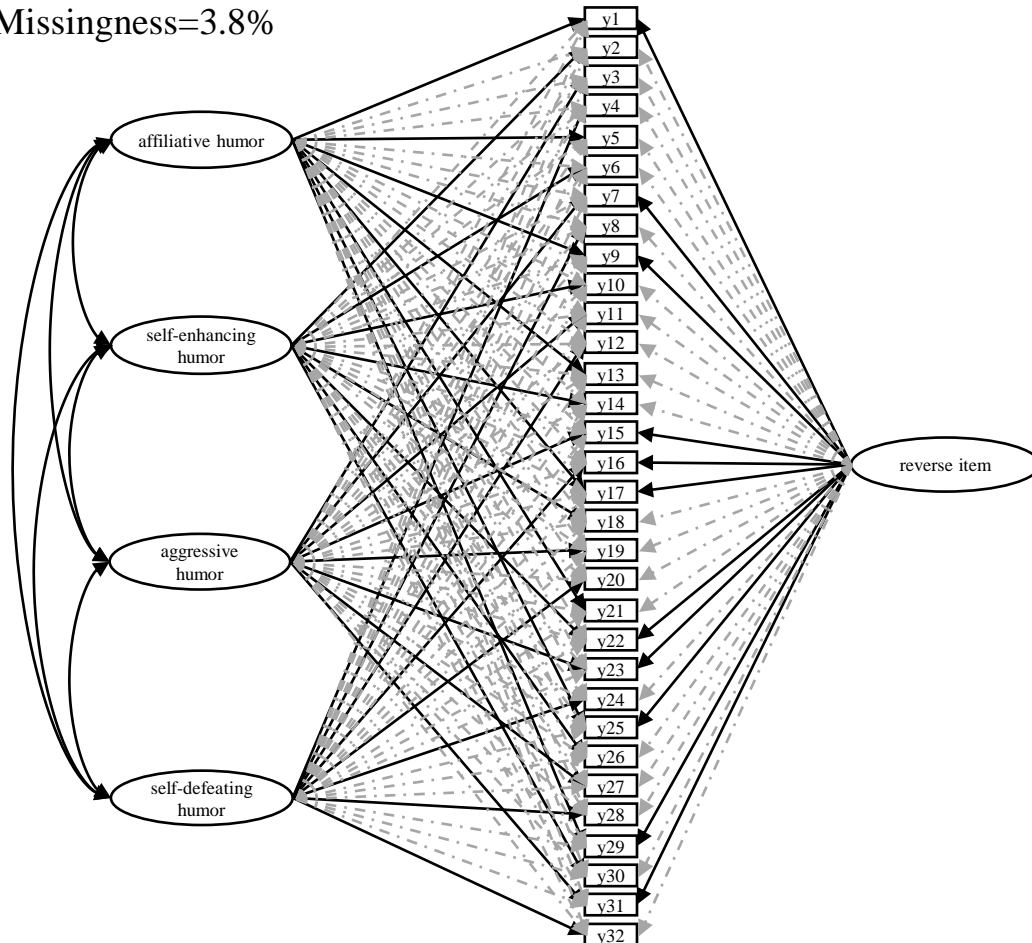 Missingness=3.8%
affiliative humor
self-enhancing
humor
aggressive
humor
self-defeating
humor
y1
y2
y3
y4
y5
y6
y7
y8
y9
y10
y11
y12
y13
y14
y15
y16
y17
y18
y19
y20
y21
y22
y23
y24
y25
y26
y27
y28
y29
y30
y31
y32
reverse item